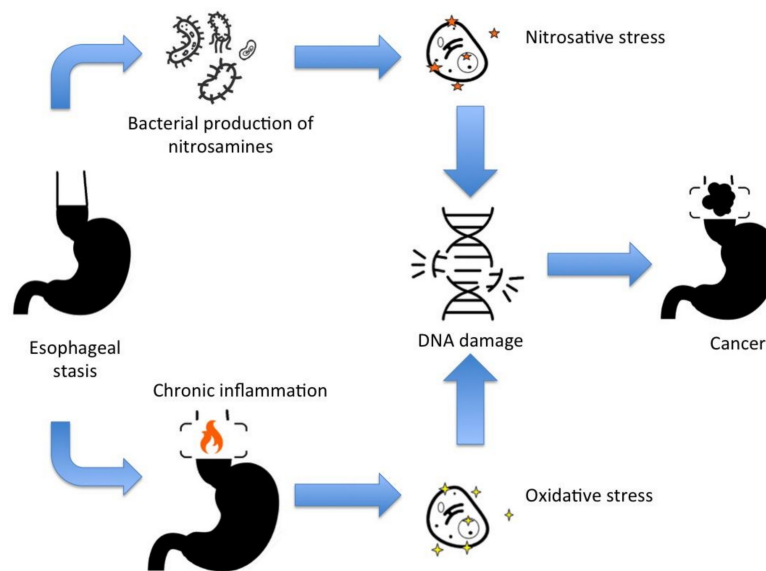 Nitrosative stress
Bacterial production of
nitrosamines
Esophageal
stasis
DNA damage
Cancer
Chronic inflammation
Oxidative stress